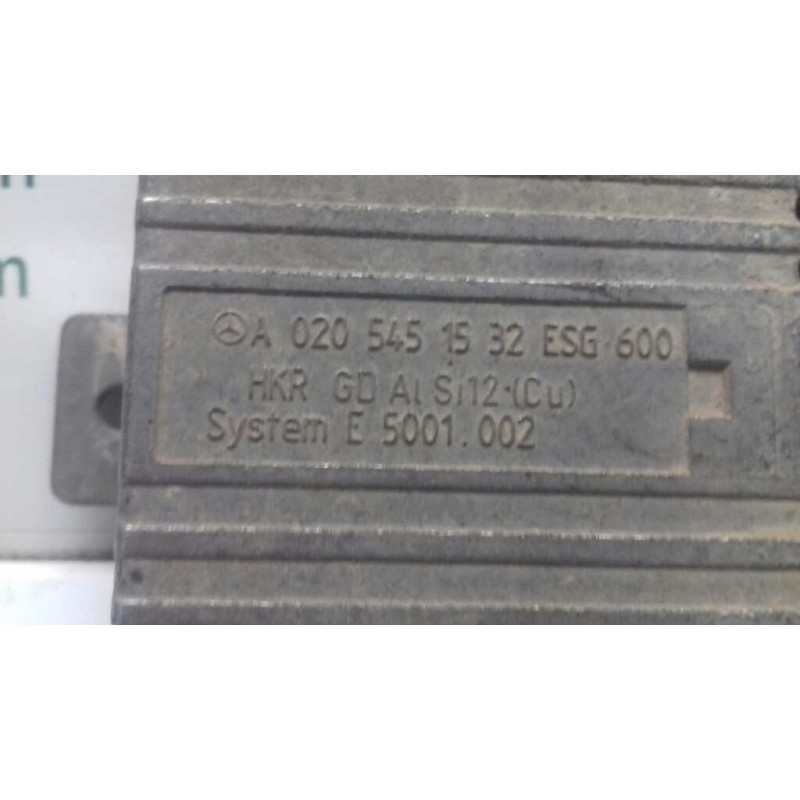 m
m
A 020 545 15 32 ESG 600
HKR GD Al Si12 (Cu)
System E 5001.002